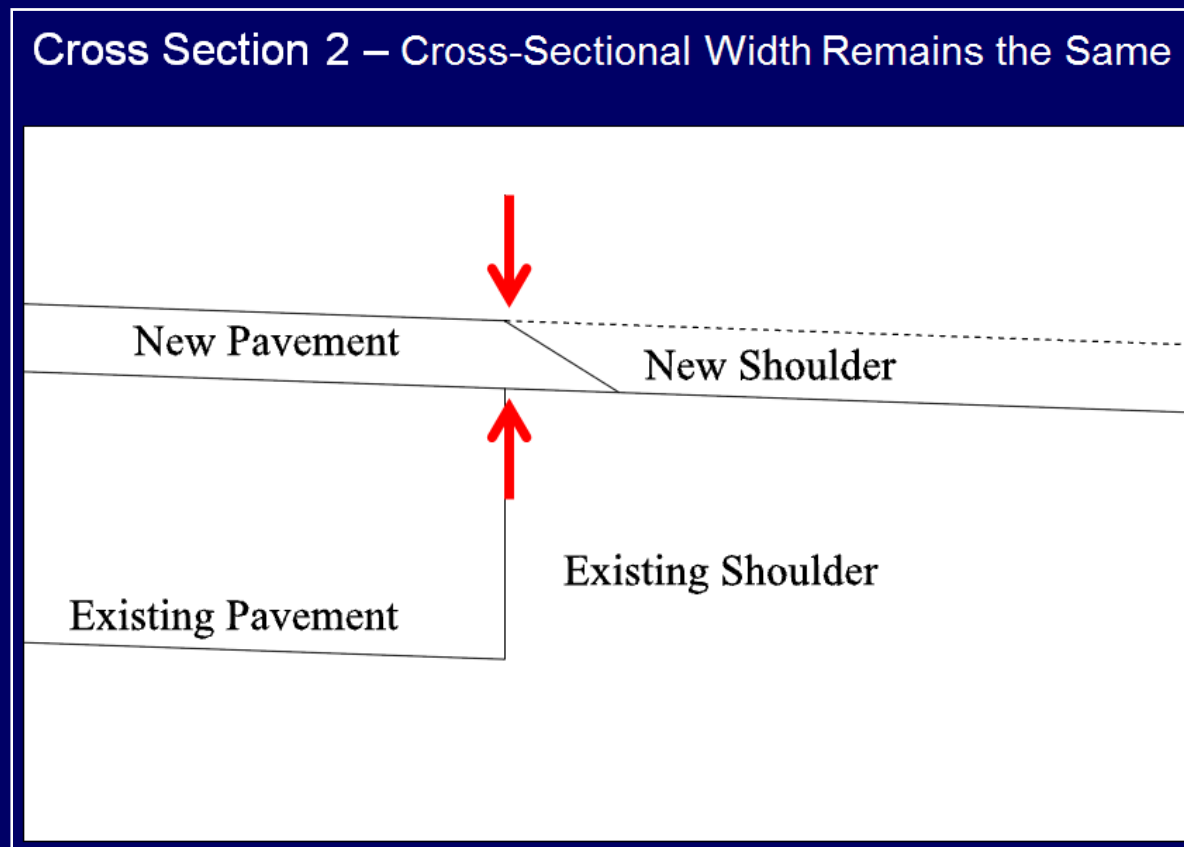 Cross Section 2 – Cross-Sectional Width Remains the Same
New Pavement
New Shoulder
Existing Shoulder
Existing Pavement